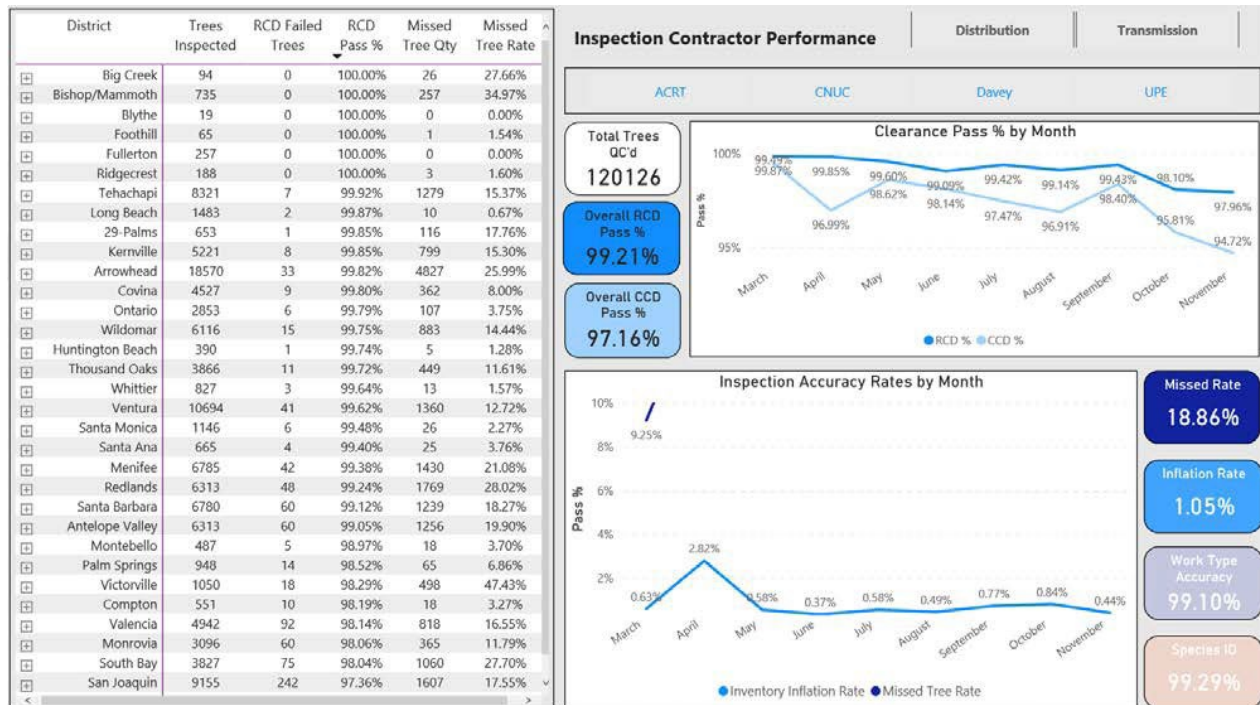 District Trees Inspected RCD Failed Trees RCD Pass % Missed Tree Qty Missed Tree Rate
Big Creek 94 0 100.00% 26 27.66%
Bishop/Mammoth 735 0 100.00% 257 34.97%
Blythe 19 0 100.00% 0 0.00%
Foothill 65 0 100.00% 1 1.54%
Fullerton 257 0 100.00% 0 0.00%
Ridgecrest 188 0 100.00% 3 1.60%
Tehachapi 8321 7 99.92% 1279 15.37%
Long Beach 1483 2 99.87% 10 0.67%
29-Palms 653 1 99.85% 116 17.76%
Kernville 5221 8 99.85% 799 15.30%
Arrowhead 18570 33 99.82% 4827 25.99%
Covina 4527 9 99.80% 362 8.00%
Ontario 2853 6 99.79% 107 3.75%
Wildomar 6116 15 99.75% 883 14.44%
Huntington Beach 390 1 99.74% 5 1.28%
Thousand Oaks 3866 11 99.72% 449 11.61%
Whittier 827 3 99.64% 13 1.57%
Ventura 10694 41 99.62% 1360 12.72%
Santa Monica 1146 6 99.48% 26 2.27%
Santa Ana 665 4 99.40% 25 3.76%
Menifee 6785 42 99.38% 1430 21.08%
Redlands 6313 48 99.24% 1769 28.02%
Santa Barbara 6780 60 99.12% 1239 18.27%
Antelope Valley 6313 60 99.05% 1256 19.90%
Montebello 487 5 98.97% 18 3.70%
Palm Springs 948 14 98.52% 65 6.86%
Victorville 1050 18 98.29% 498 47.43%
Compton 551 10 98.19% 18 3.27%
Valencia 4942 92 98.14% 818 16.55%
Monrovia 3096 60 98.06% 365 11.79%
South Bay 3827 75 98.04% 1060 27.70%
San Joaquin 9155 242 97.36% 1607 17.55%
Inspection Contractor Performance
Distribution Transmission
ACRT CNUC Davey UPE
Total Trees
QC'd
120126
Overall RCD
Pass %
99.21%
Overall CCD
Pass %
97.16%
Clearance Pass % by Month
Pass %
100%
95%
99.49% 99.85% 99.60% 99.09% 99.42% 99.14% 99.43% 98.10% 97.96%
99.87% 96.99% 98.62% 98.14% 97.47% 96.91% 98.40% 95.81% 94.72%
March April May June July August September October November
RCD % CCD %
Inspection Accuracy Rates by Month
Pass %
10%
8%
6%
4%
2%
9.25%
0.63% 2.82% 0.58% 0.37% 0.58% 0.49% 0.77% 0.84% 0.44%
March April May June July August September October November
Inventory Inflation Rate Missed Tree Rate
Missed Rate
18.86%
Inflation Rate
1.05%
Work Type
Accuracy
99.10%
Species ID
99.29%